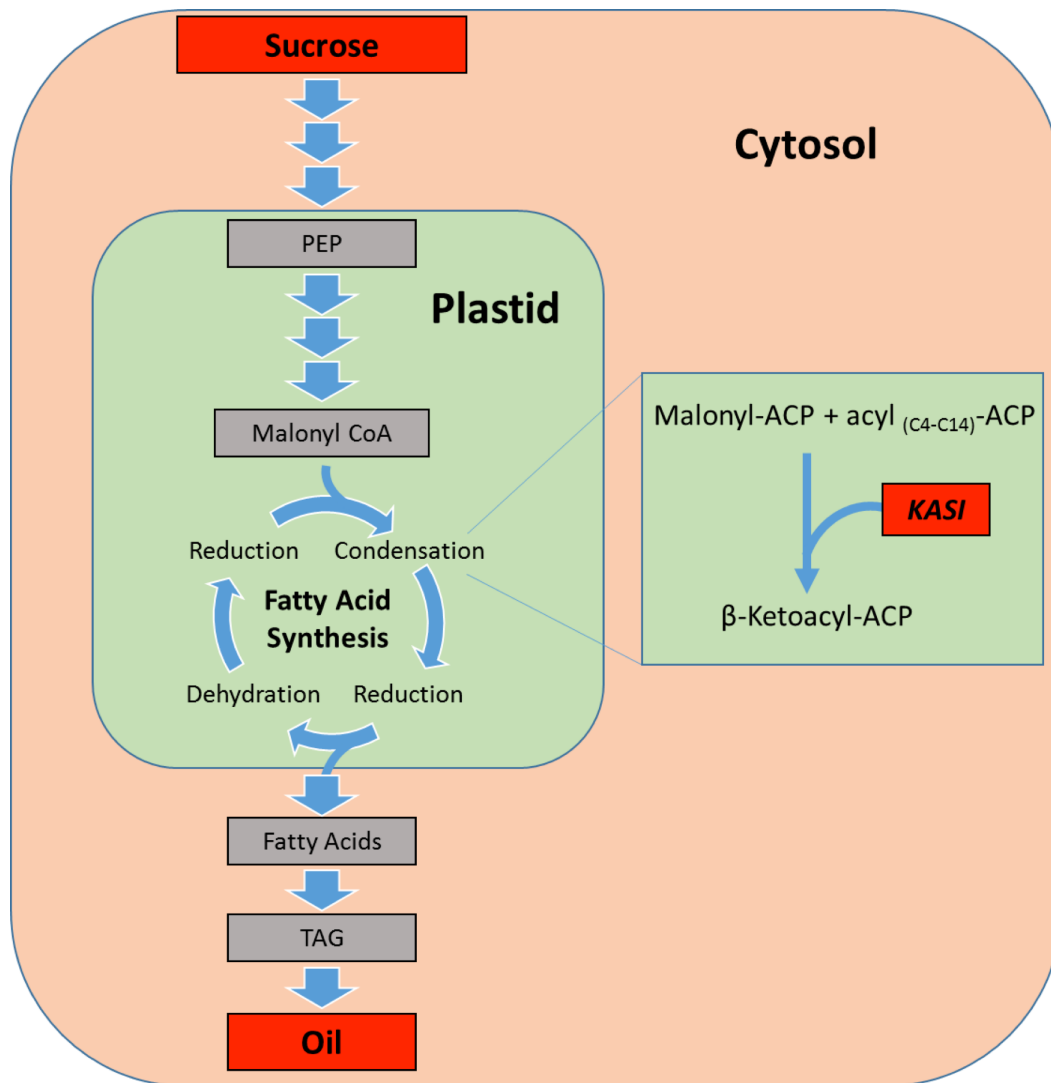 Sucrose
Cytosol
PEP
Plastid
Malonyl CoA
Malonyl-ACP + acyl (C4-C14)-ACP
KASI
β-Ketoacyl-ACP
Reduction
Condensation
Fatty Acid
Synthesis
Dehydration
Reduction
Fatty Acids
TAG
Oil